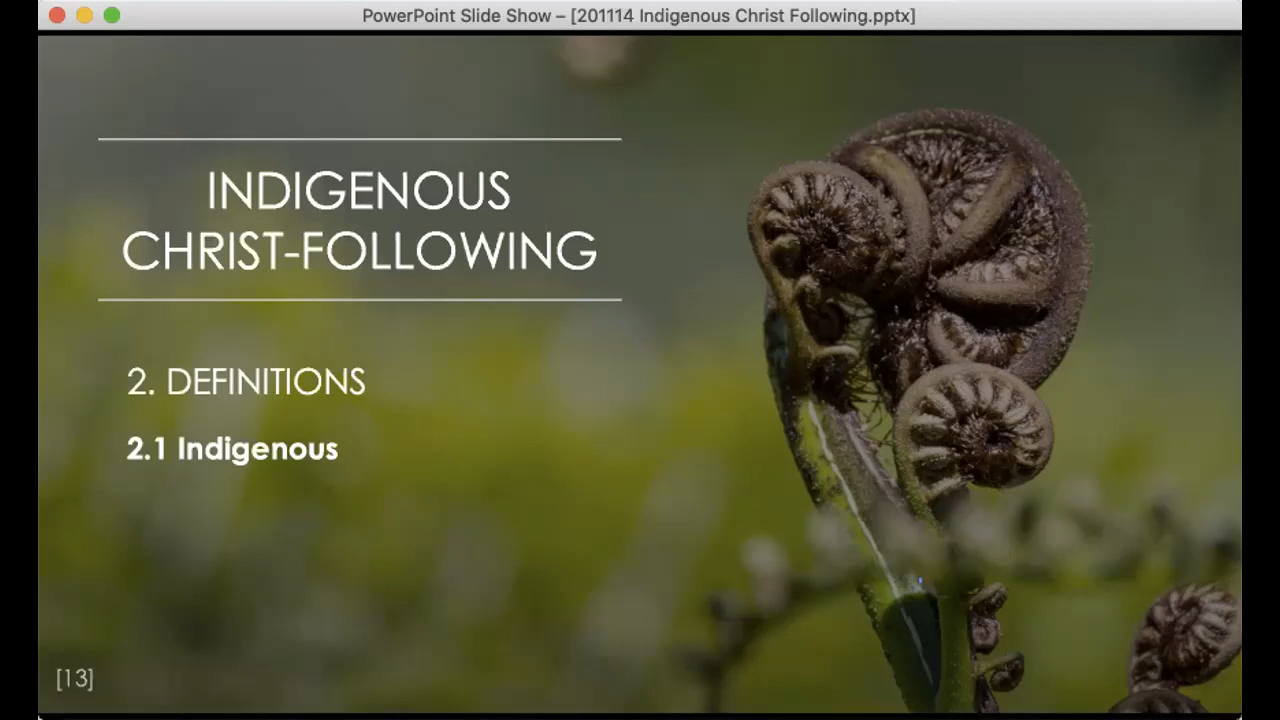 PowerPoint Slide Show – [201114 Indigenous Christ Following.pptx]
INDIGENOUS
CHRIST-FOLLOWING
2. DEFINITIONS
2.1 Indigenous
[13]